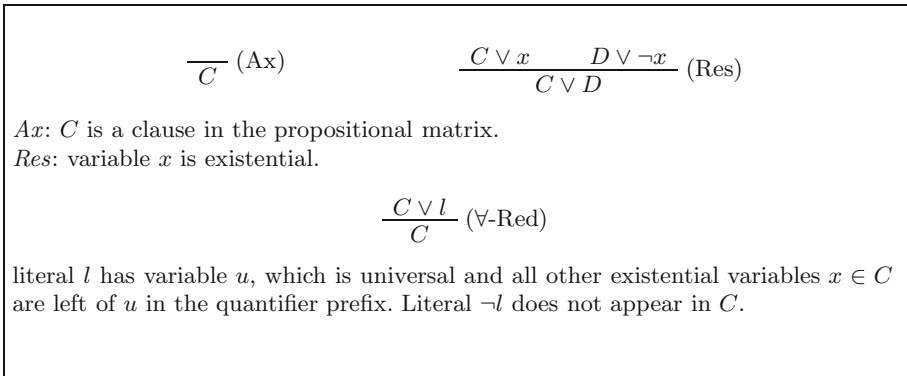 C ∨ x D ∨ ¬x
C (Ax) C ∨ D (Res)
Ax: C is a clause in the propositional matrix.
Res: variable x is existential.
C ∨ l
C (∀-Red)
literal l has variable u, which is universal and all other existential variables x ∈ C
are left of u in the quantifier prefix. Literal ¬l does not appear in C.